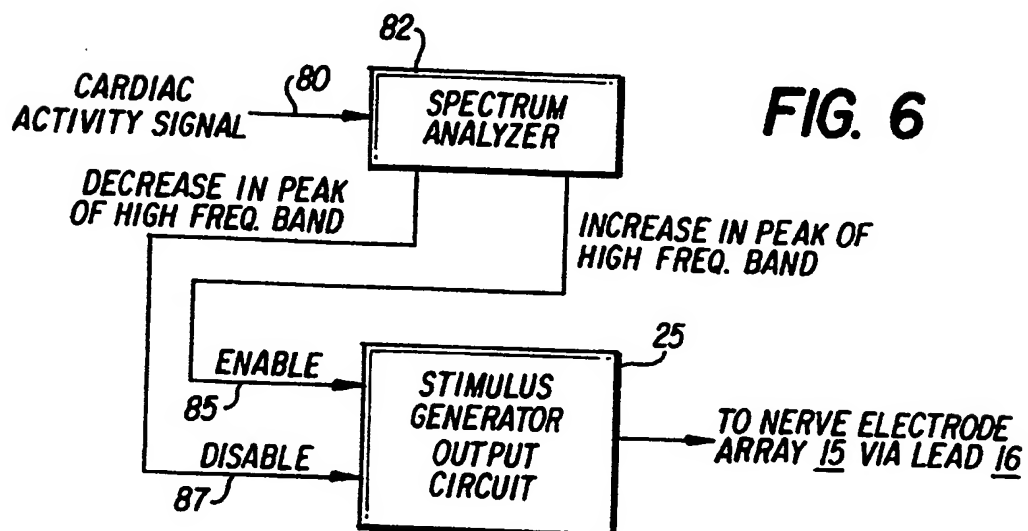 82
80
CARDIAC
ACTIVITY SIGNAL
SPECTRUM
ANALYZER
FIG. 6
DECREASE IN PEAK
OF HIGH FREQ. BAND
INCREASE IN PEAK OF
HIGH FREQ. BAND
25
ENABLE
85
STIMULUS
GENERATOR
OUTPUT
CIRCUIT
TO NERVE ELECTRODE
ARRAY 15 VIA LEAD 16
DISABLE
87